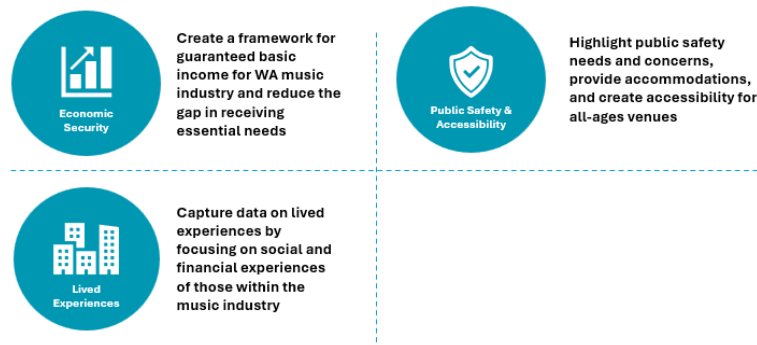 Economic
Security
Create a framework for
guaranteed basic
income for WA music
industry and reduce the
gap in receiving
essential needs
Public Safety &
Accessibility
Highlight public safety
needs and concerns,
provide accommodations,
and create accessibility for
all-ages venues
Lived
Experiences
Capture data on lived
experiences by
focusing on social and
financial experiences
of those within the
music industry